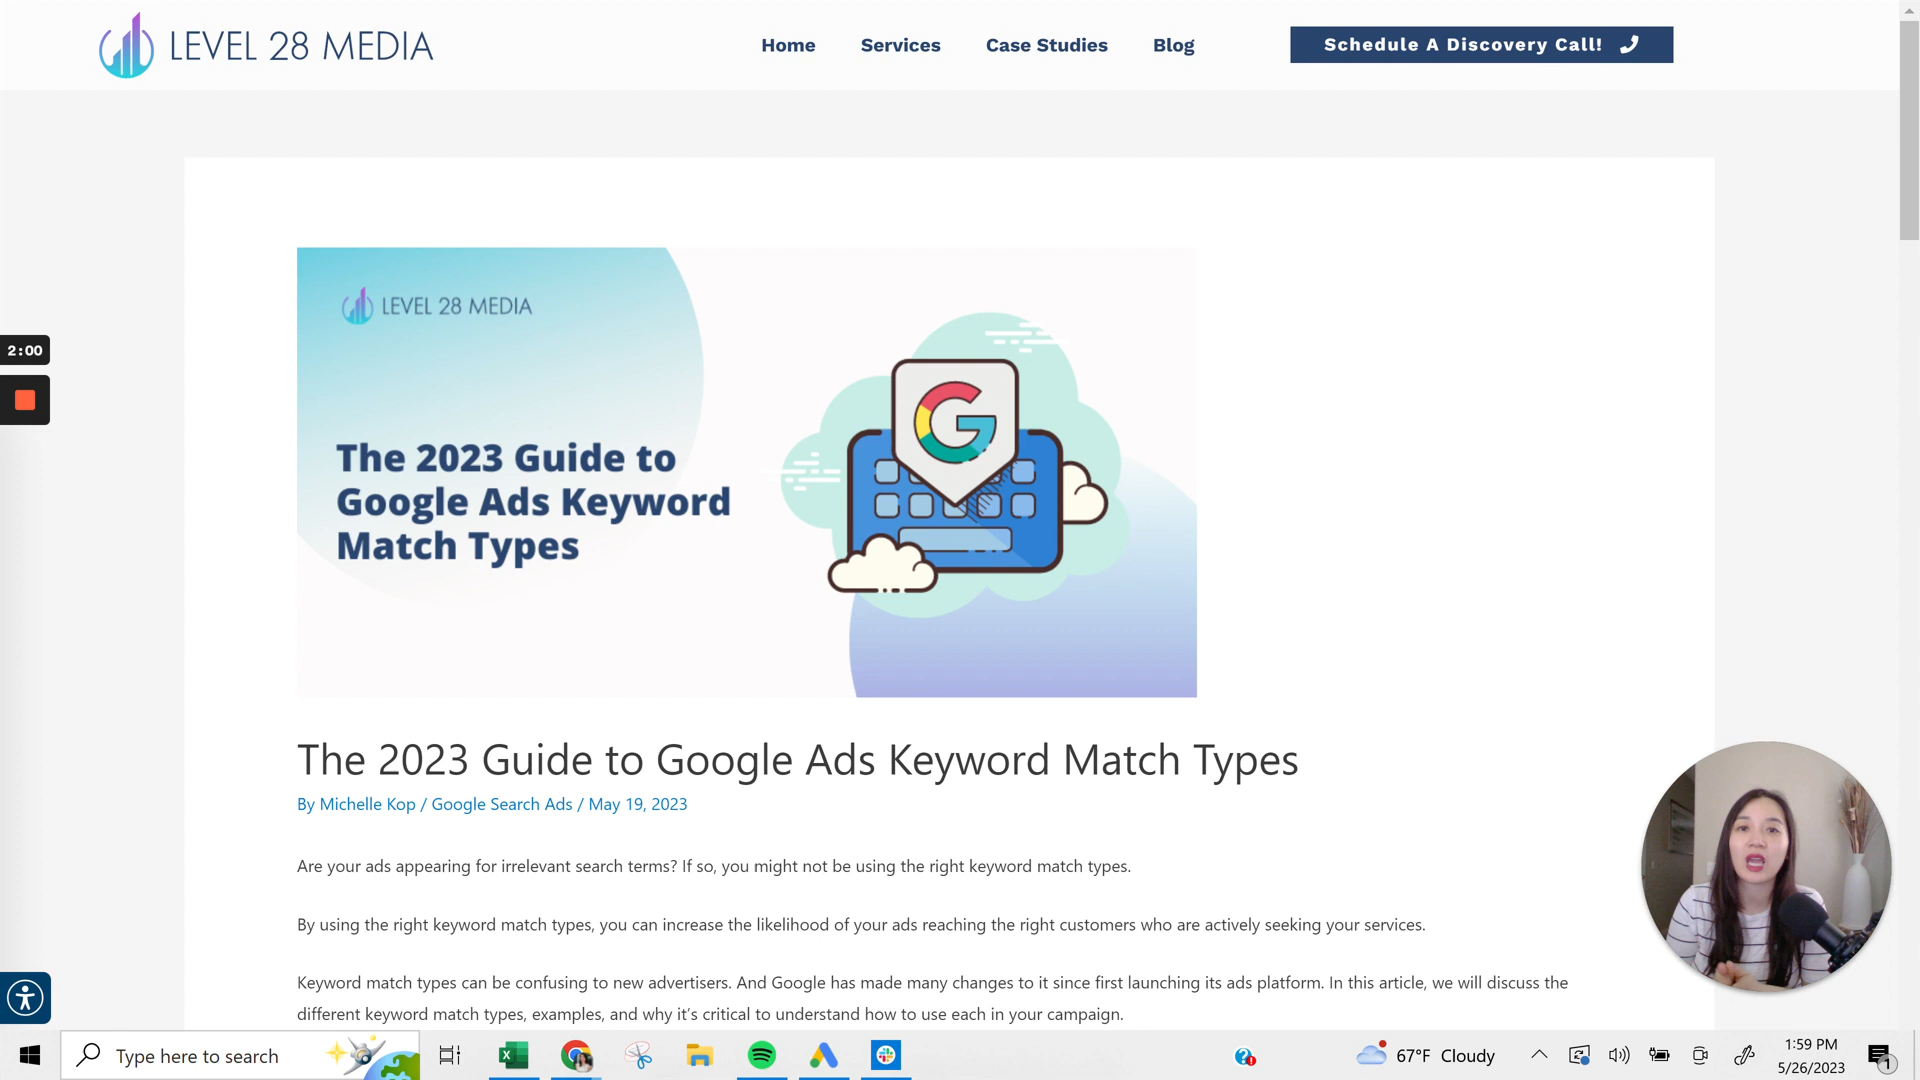 LEVEL 28 MEDIA
Home
Services
Case Studies
Blog
Schedule A Discovery Call!
LEVEL 28 MEDIA
The 2023 Guide to
Google Ads Keyword
Match Types
G
2:00
The 2023 Guide to Google Ads Keyword Match Types
By Michelle Kop / Google Search Ads / May 19, 2023
Are your ads appearing for irrelevant search terms? If so, you might not be using the right keyword match types.
By using the right keyword match types, you can increase the likelihood of your ads reaching the right customers who are actively seeking your services.
Keyword match types can be confusing to new advertisers. And Google has made many changes to it since first launching its ads platform. In this article, we will discuss the
different keyword match types, examples, and why it’s critical to understand how to use each in your campaign.
Type here to search
67°F Cloudy
1:59 PM
5/26/2023
1